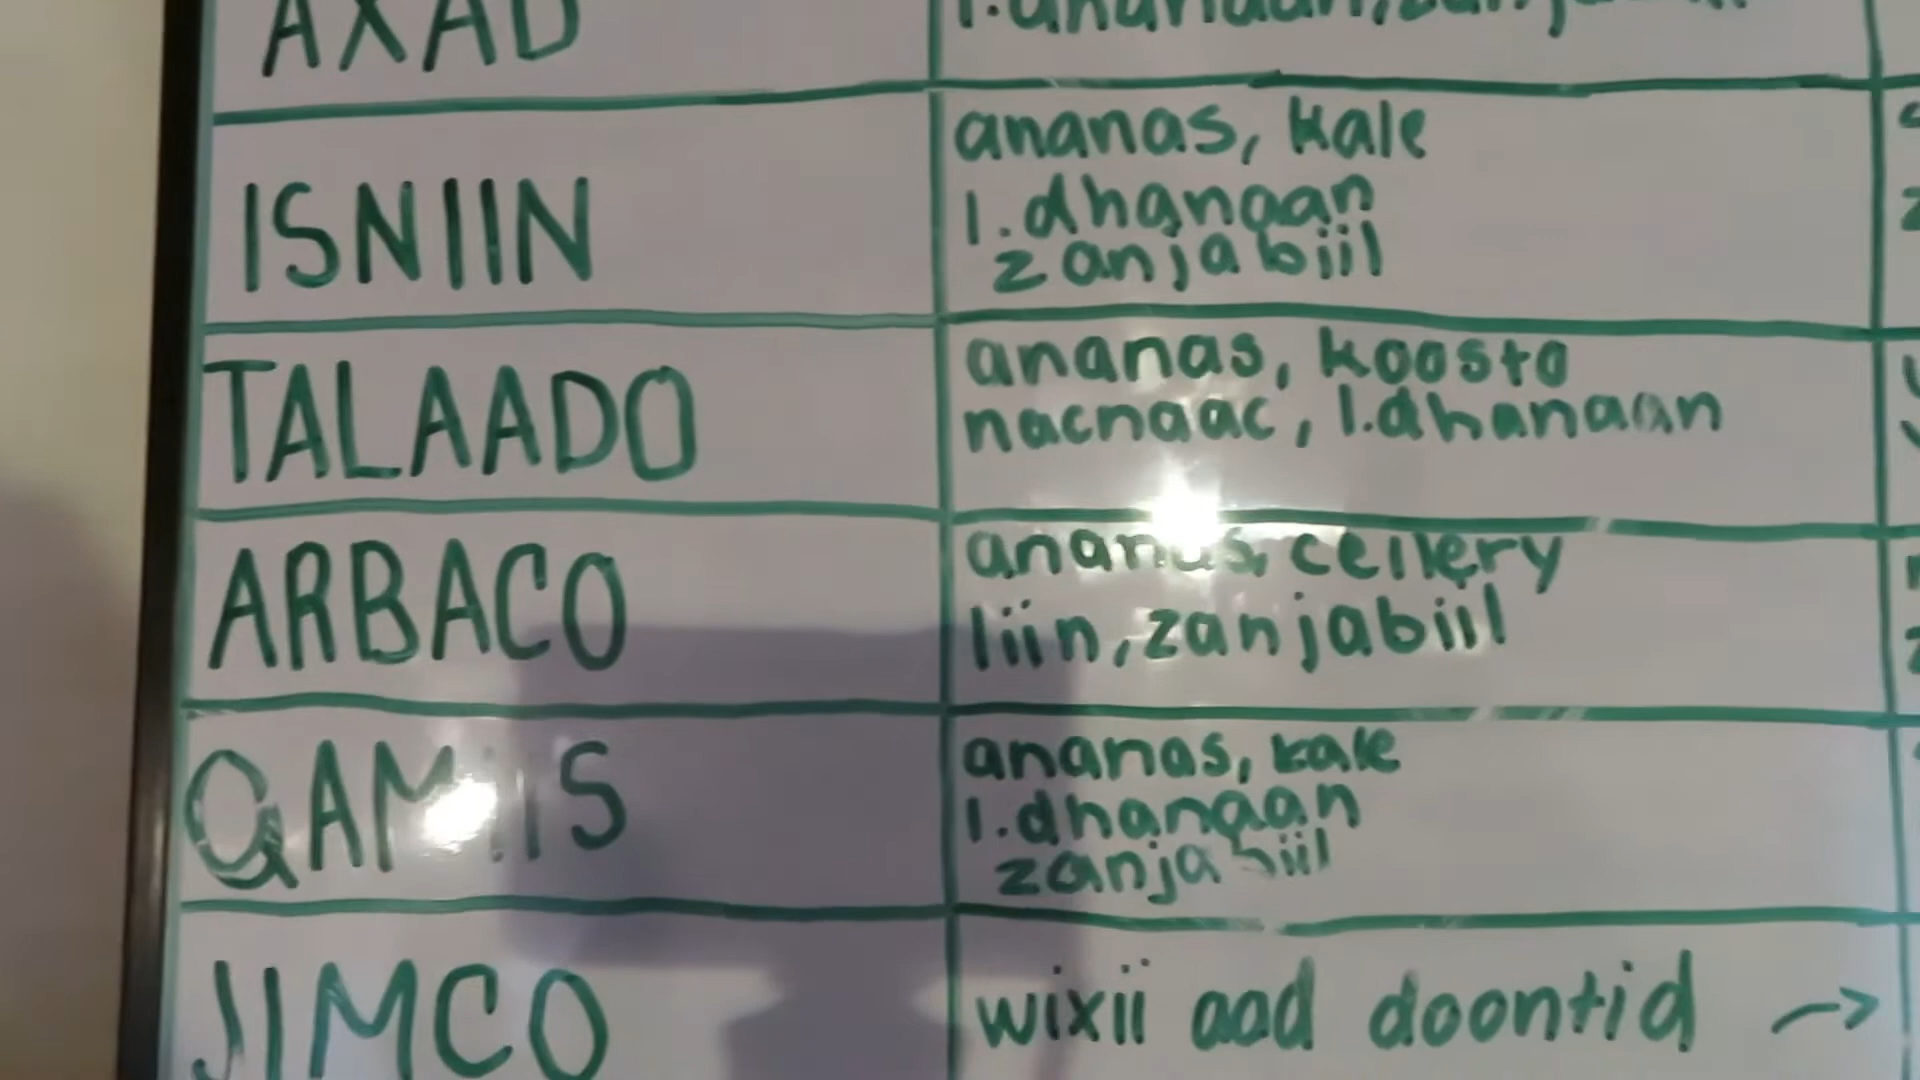 AXAD
ISNIIN
ananas, kale
l.dhanaan
zanjabiil
TALAADO
ananas, koosto
nacnaac, l.dhanaan
ARBACO
ananas, cellery
liin, zanjabiil
QAMIIS
ananas, kale
l.dhanaan
zanjabiil
JIMCO
wixii aad doontid →